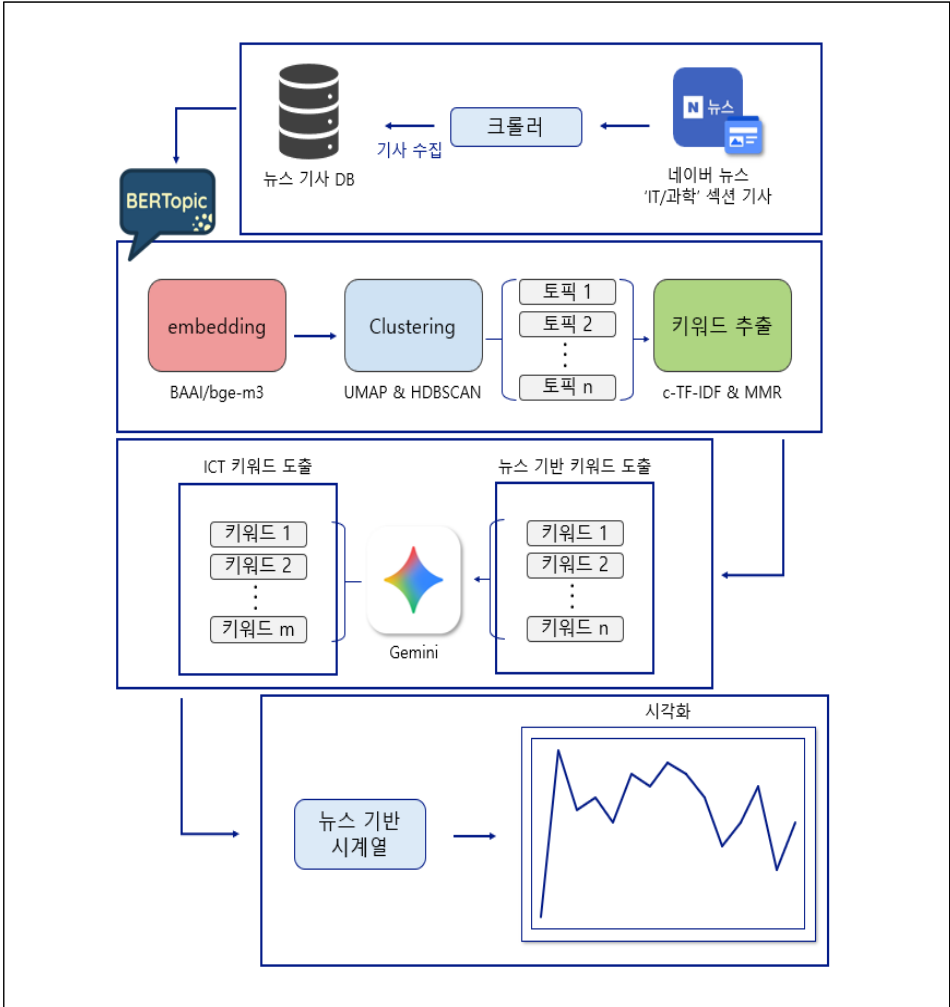 N 뉴스
크롤러
기사 수집
뉴스 기사 DB
네이버 뉴스
'IT/과학' 섹션 기사
BERTopic
embedding
BAAI/bge-m3
Clustering
UMAP & HDBSCAN
토픽 1
토픽 2
⋮
토픽 n
키워드 추출
c-TF-IDF & MMR
ICT 키워드 도출
키워드 1
키워드 2
⋮
키워드 m
Gemini
뉴스 기반 키워드 도출
키워드 1
키워드 2
⋮
키워드 n
뉴스 기반
시계열
시각화